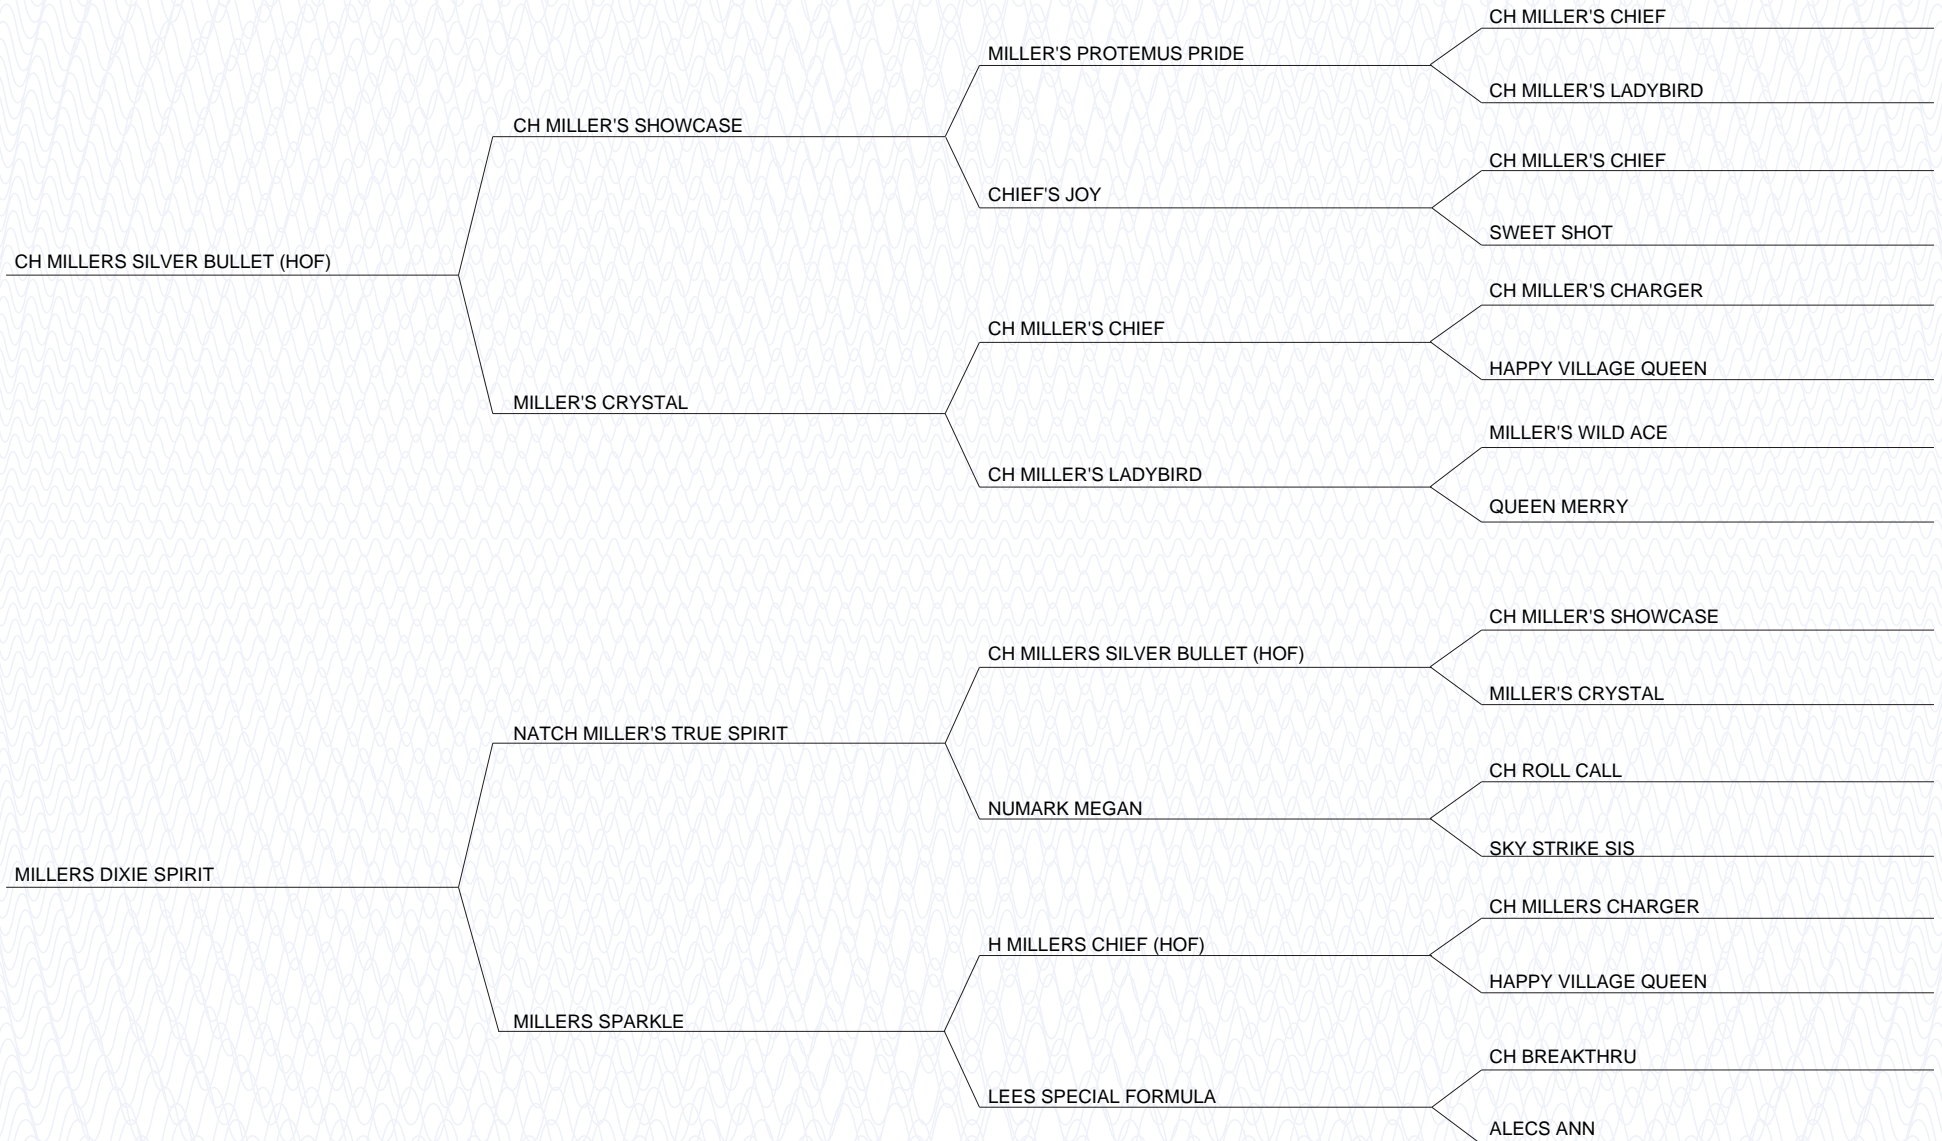 CH MILLER'S CHIEF
MILLER'S PROTEMUS PRIDE
CH MILLER'S LADYBIRD
CH MILLER'S SHOWCASE
CH MILLER'S CHIEF
CHIEF'S JOY
SWEET SHOT
CH MILLERS SILVER BULLET (HOF)
CH MILLER'S CHARGER
CH MILLER'S CHIEF
HAPPY VILLAGE QUEEN
MILLER'S CRYSTAL
MILLER'S WILD ACE
CH MILLER'S LADYBIRD
QUEEN MERRY
CH MILLER'S SHOWCASE
CH MILLERS SILVER BULLET (HOF)
MILLER'S CRYSTAL
NATCH MILLER'S TRUE SPIRIT
CH ROLL CALL
NUMARK MEGAN
SKY STRIKE SIS
MILLERS DIXIE SPIRIT
CH MILLERS CHARGER
H MILLERS CHIEF (HOF)
HAPPY VILLAGE QUEEN
MILLERS SPARKLE
CH BREAKTHRU
LEES SPECIAL FORMULA
ALECS ANN